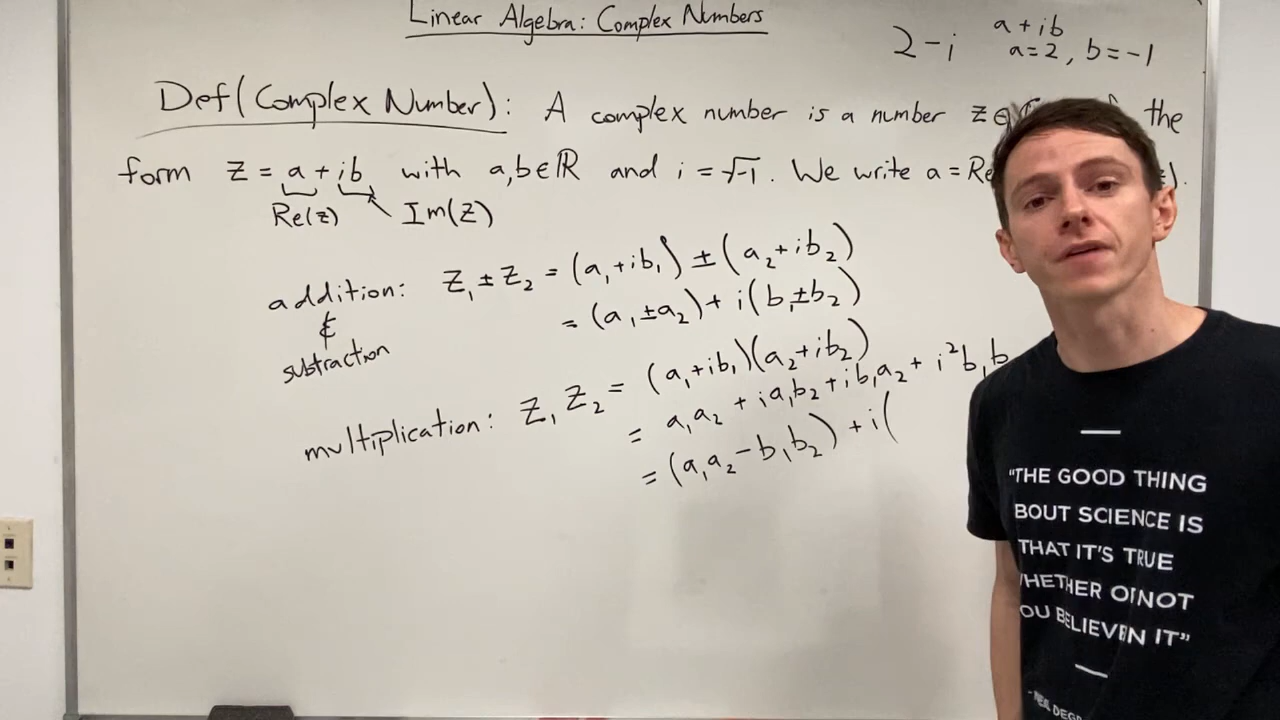 Linear Algebra: Complex Numbers
2-i a+ib
a=2, b=-1
Def(Complex Number): A complex number is a number z∈ the
form z = a+ib with a,b∈ℝ and i=√-1. We write a=Re
Re(z) Im(z)
addition: z₁±z₂ = (a₁+ib₁)±(a₂+ib₂)
&
= (a₁±a₂)+i(b₁±b₂)
subtraction
multiplication: z₁z₂ = (a₁+ib₁)(a₂+ib₂)
= a₁a₂ + ia₁b₂+ib₁a₂+ i²b₁b
=(a₁a₂-b₁b₂)+i(
"THE GOOD THING
BOUT SCIENCE IS
THAT IT'S TRUE
HETHER NOT
OU IT"